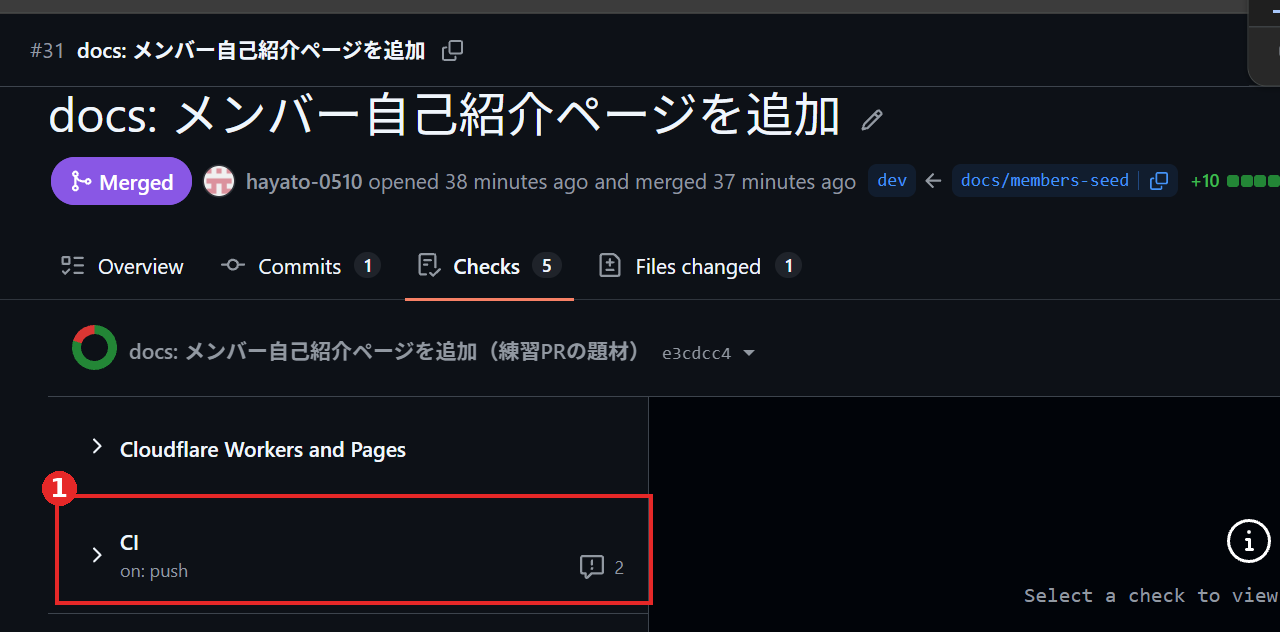 #31 docs: メンバー自己紹介ページを追加
docs: メンバー自己紹介ページを追加
Merged hayato-0510 opened 38 minutes ago and merged 37 minutes ago dev ← docs/members-seed +10
Overview Commits 1 Checks 5 Files changed 1
docs: メンバー自己紹介ページを追加（練習PRの題材） e3cdcc4
Cloudflare Workers and Pages
1
CI
on: push
2
Select a check to view